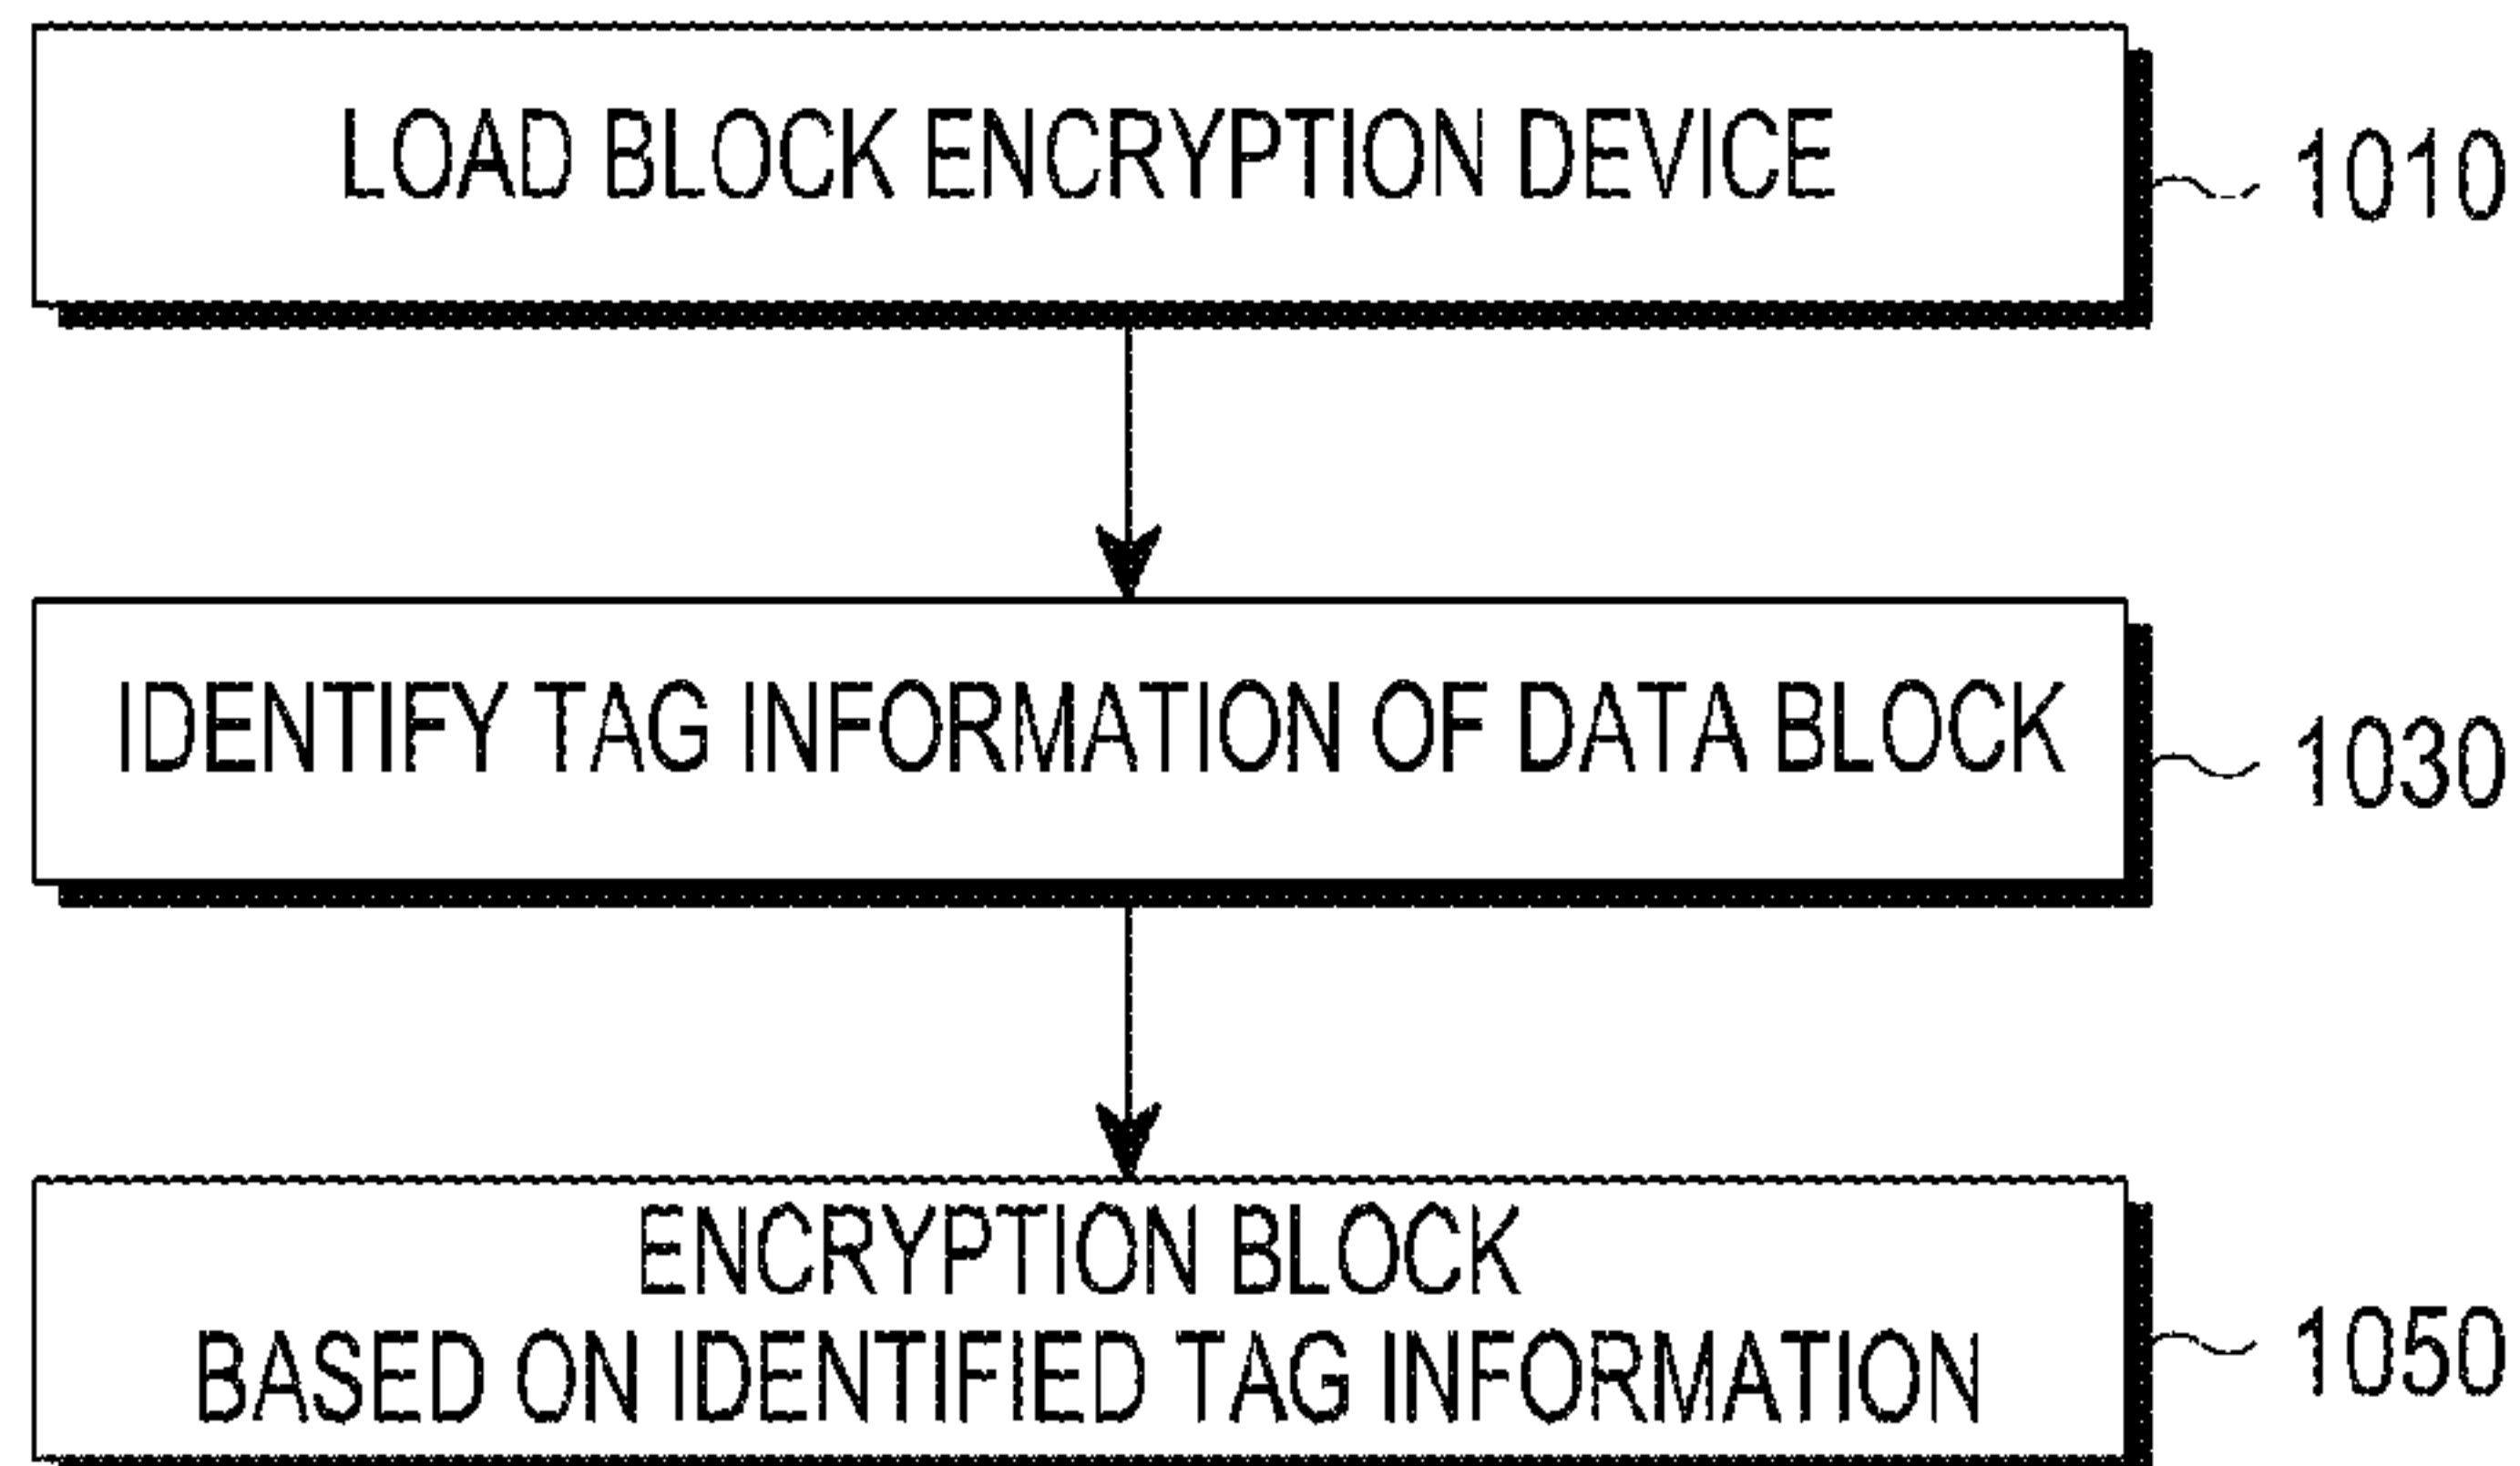 LOAD BLOCK ENCRYPTION DEVICE
1010
IDENTIFY TAG INFORMATION OF DATA BLOCK
1030
ENCRYPTION BLOCK
BASED ON IDENTIFIED TAG INFORMATION
1050